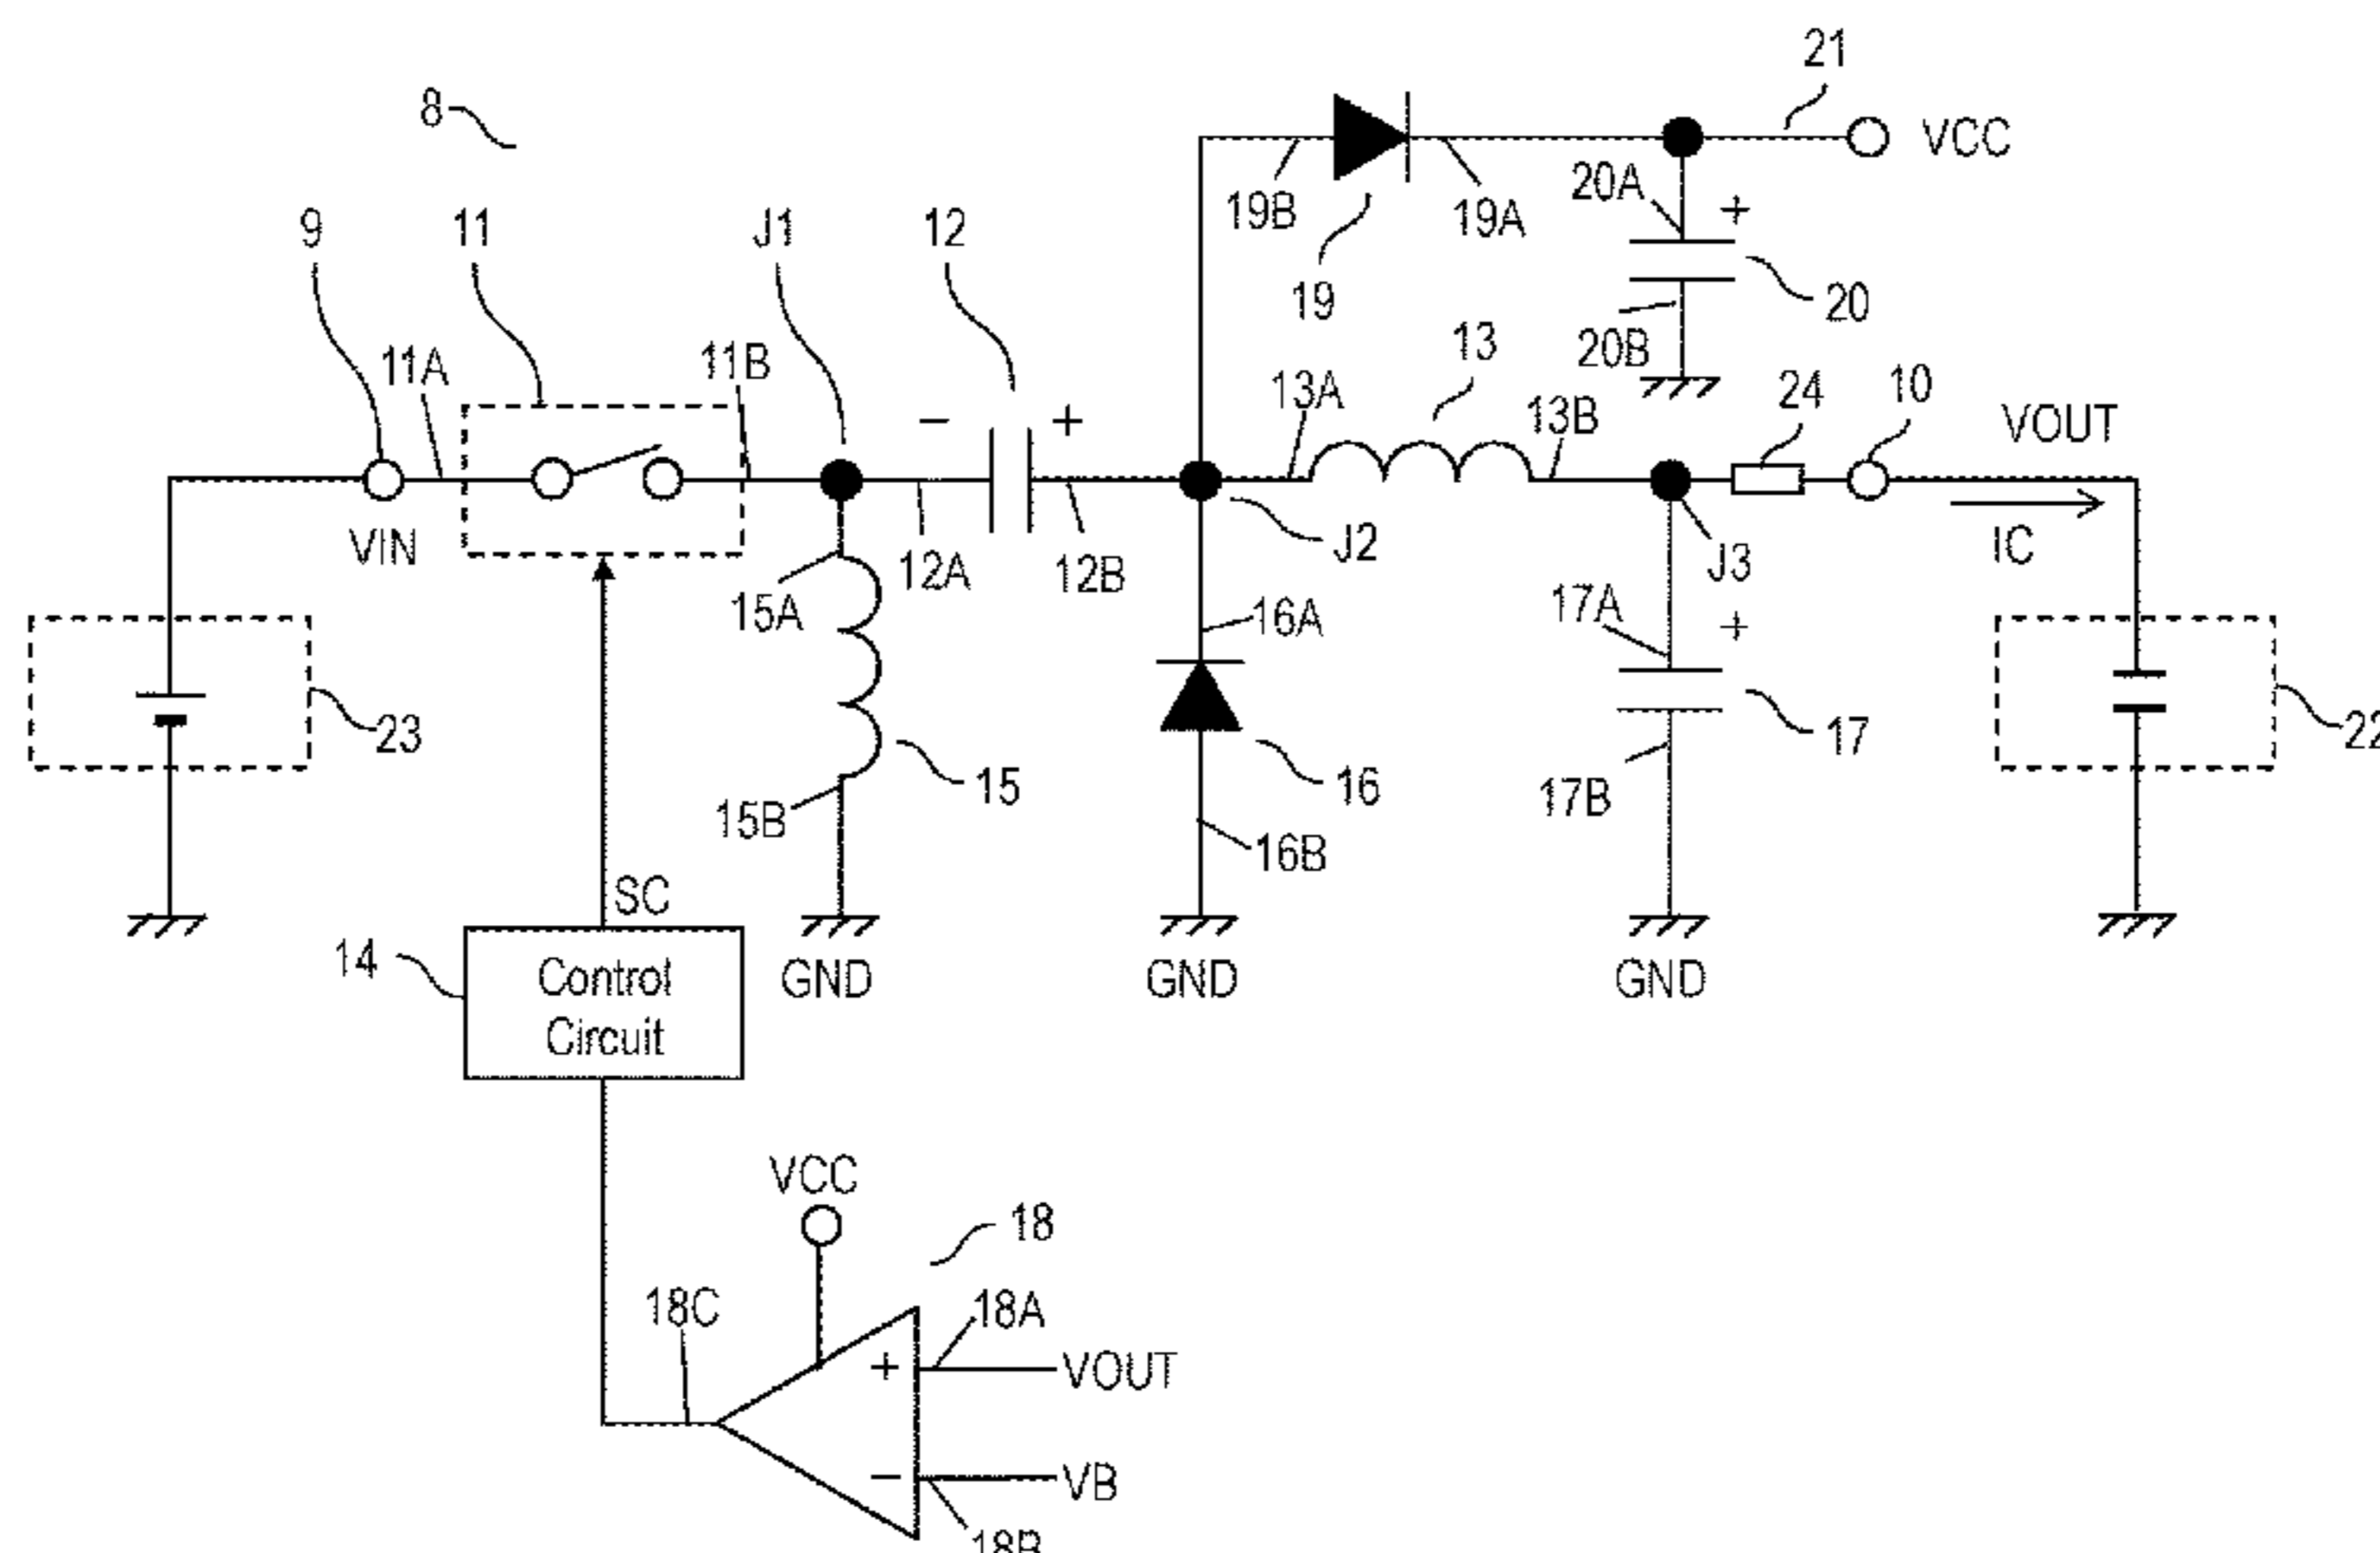 21
8
VCC
20A
+
19B
19A
9
11
J1
12
19
20
13
20B
11A
11B
13A
24
10
−
+
13B
VOUT
VIN
J2
J3
IC
12A
12B
15A
16A
17A
+
23
22
17
15
16
17B
15B
16B
SC
14
Control
Circuit
GND
GND
GND
VCC
18
18C
18A
+
VOUT
−
VB
18B